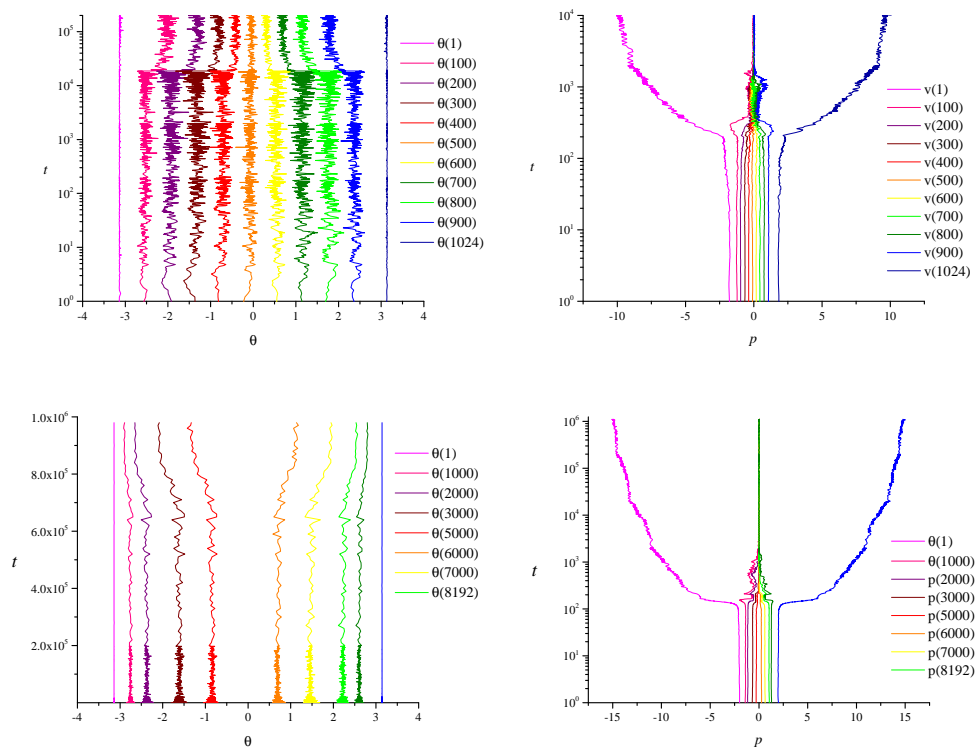 10^5
10^4
10^3
10^2
10^1
10^0
t
-4 -3 -2 -1 0 1 2 3 4
θ
θ(1)
θ(100)
θ(200)
θ(300)
θ(400)
θ(500)
θ(600)
θ(700)
θ(800)
θ(900)
θ(1024)
10^4
10^3
10^2
10^1
10^0
t
-10 -5 0 5 10
p
v(1)
v(100)
v(200)
v(300)
v(400)
v(500)
v(600)
v(700)
v(800)
v(900)
v(1024)
1.0x10^6
8.0x10^5
6.0x10^5
4.0x10^5
2.0x10^5
t
-4 -3 -2 -1 0 1 2 3 4
θ
θ(1)
θ(1000)
θ(2000)
θ(3000)
θ(5000)
θ(6000)
θ(7000)
θ(8192)
10^6
10^5
10^4
10^3
10^2
10^1
10^0
t
-15 -10 -5 0 5 10 15
p
θ(1)
θ(1000)
p(2000)
p(3000)
p(5000)
p(6000)
p(7000)
p(8192)